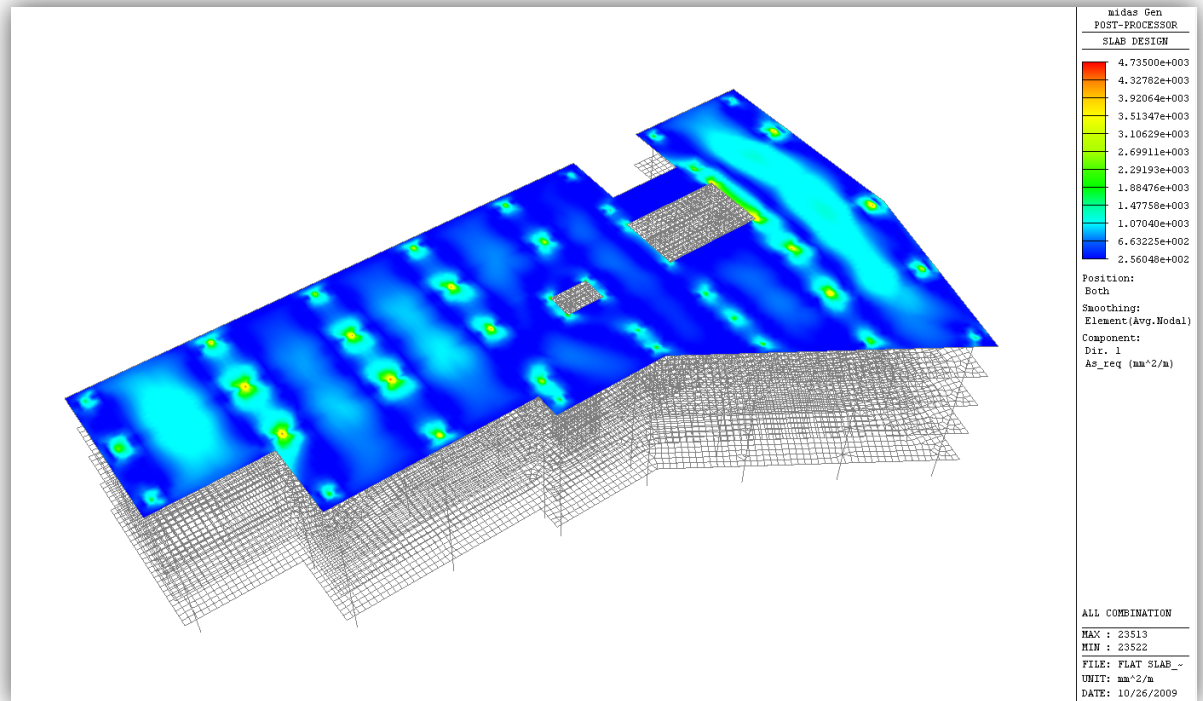 midas Gen
POST-PROCESSOR
SLAB DESIGN
4.73500e+003
4.32782e+003
3.92064e+003
3.51347e+003
3.10629e+003
2.69911e+003
2.29193e+003
1.88476e+003
1.47758e+003
1.07040e+003
6.63225e+002
2.56048e+002
Position:
Both
Smoothing:
Element(Avg.Nodal)
Component:
Dir. 1
As_req (mm^2/m)
ALL COMBINATION
MAX : 23513
MIN : 23522
FILE: FLAT SLAB_~
UNIT: mm^2/m
DATE: 10/26/2009